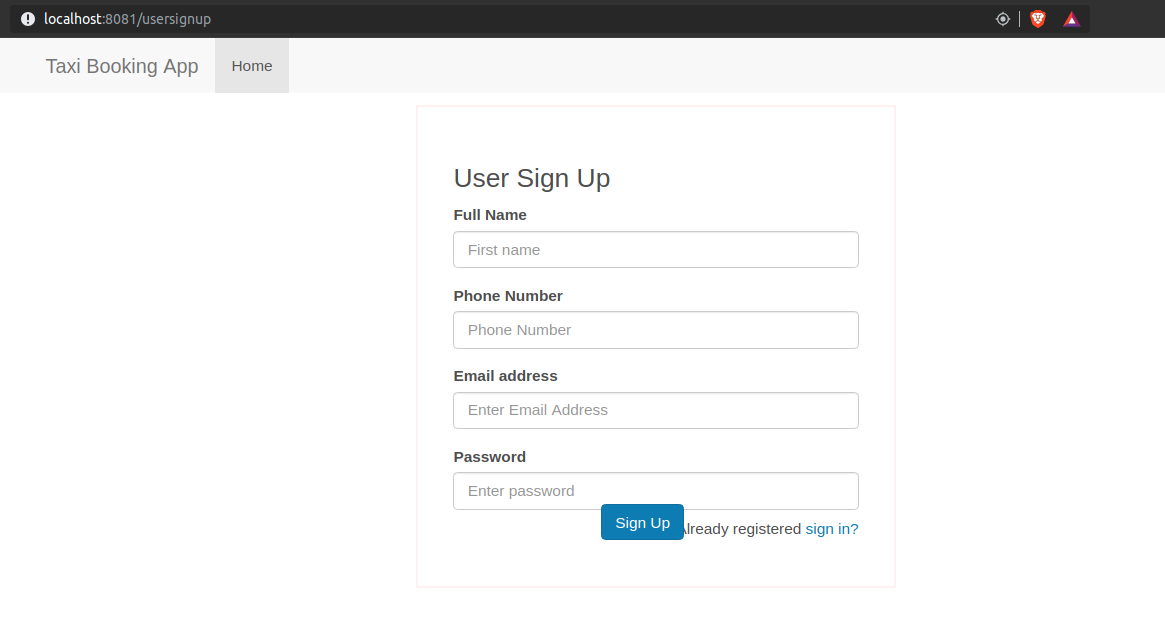 localhost:8081/usersignup
Taxi Booking App Home
User Sign Up
Full Name
First name
Phone Number
Phone Number
Email address
Enter Email Address
Password
Enter password
Sign Up
Already registered sign in?